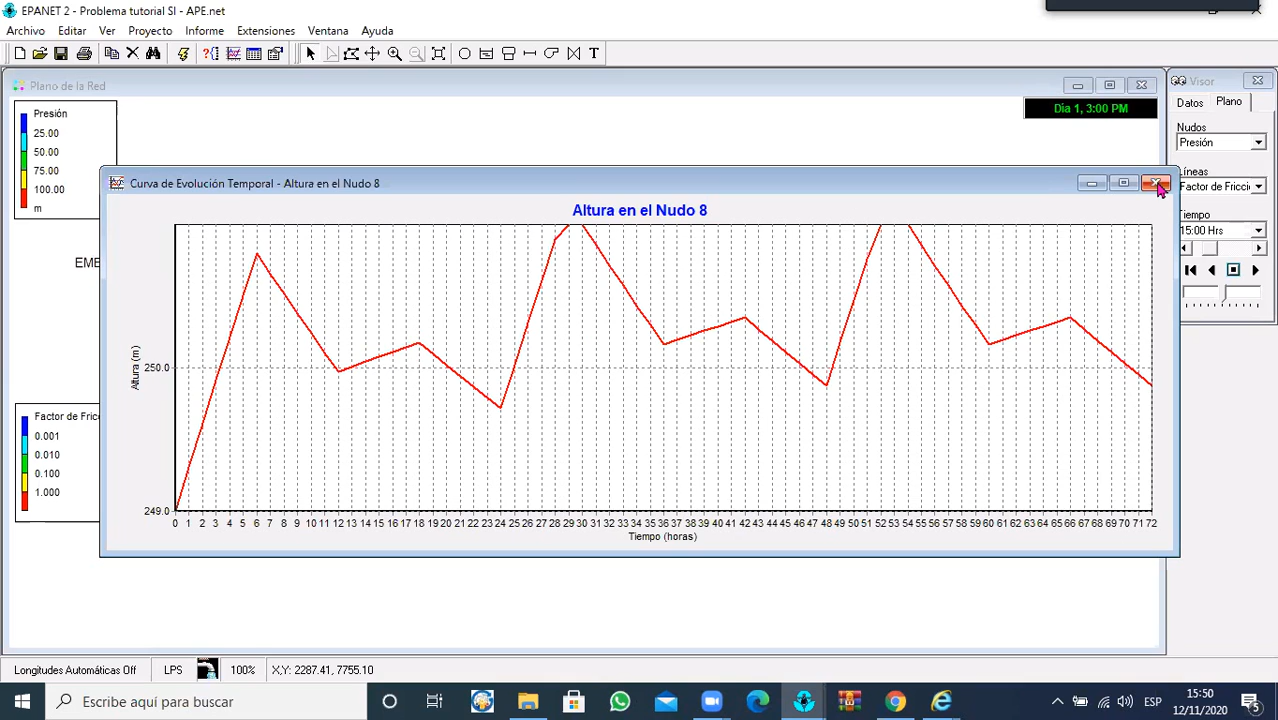 EPANET 2 - Problema tutorial SI - APE.net
Archivo Editar Ver Proyecto Informe Extensiones Ventana Ayuda
Plano de la Red
Visor
Datos Plano
Nudos
Presión
Líneas
Factor de Fricci
Tiempo
15:00 Hrs
Presión
25.00
50.00
75.00
100.00
m
Día 1, 3:00 PM
EMB
Curva de Evolución Temporal - Altura en el Nudo 8
Altura en el Nudo 8
Altura (m)
250.0
249.0
0 1 2 3 4 5 6 7 8 9 10 11 12 13 14 15 16 17 18 19 20 21 22 23 24 25 26 27 28 29 30 31 32 33 34 35 36 37 38 39 40 41 42 43 44 45 46 47 48 49 50 51 52 53 54 55 56 57 58 59 60 61 62 63 64 65 66 67 68 69 70 71 72
Tiempo (horas)
Factor de Fricc
0.001
0.010
0.100
1.000
Longitudes Automáticas Off LPS 100% X,Y: 2287.41, 7755.10
Escribe aquí para buscar
ESP
15:50
12/11/2020
5